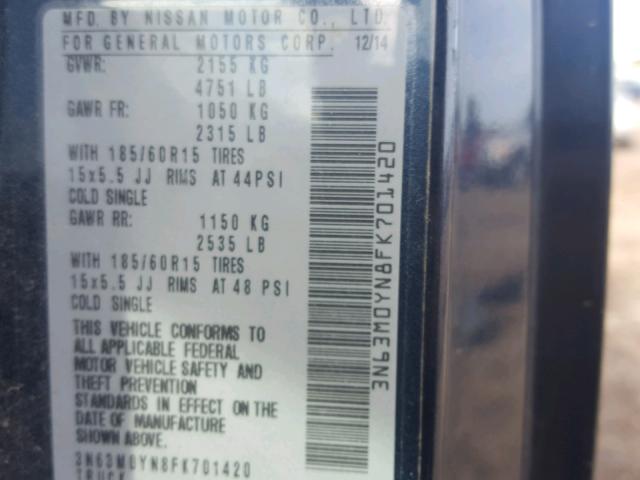 MFD. BY NISSAN MOTOR CO., LTD.
FOR GENERAL MOTORS CORP. 12/14
GVWR: 2155 KG
4751 LB
GAWR FR: 1050 KG
2315 LB
WITH 185/60R15 TIRES
15x5.5 JJ RIMS AT 44PSI
COLD SINGLE
GAWR RR: 1150 KG
2535 LB
WITH 185/60R15 TIRES
15x5.5 JJ RIMS AT 48 PSI
COLD SINGLE
THIS VEHICLE CONFORMS TO
ALL APPLICABLE FEDERAL
MOTOR VEHICLE SAFETY AND
THEFT PREVENTION
STANDARDS IN EFFECT ON THE
DATE OF MANUFACTURE
SHOWN ABOVE.
3N63M0YN8FK701420
TRUCK
3N63M0YN8FK701420